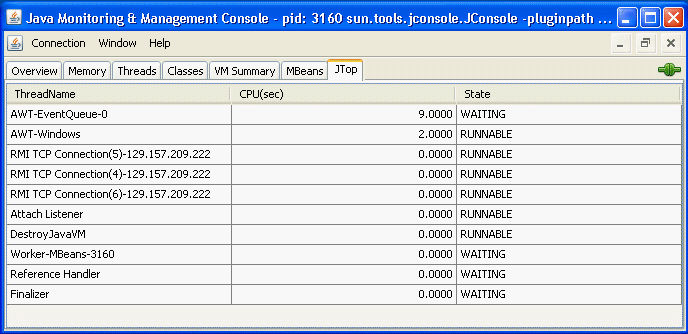 Java Monitoring & Management Console - pid: 3160 sun.tools.jconsole.JConsole -pluginpath ...
Connection Window Help
Overview Memory Threads Classes VM Summary MBeans JTop
ThreadName CPU(sec) State
AWT-EventQueue-0 9.0000 WAITING
AWT-Windows 2.0000 RUNNABLE
RMI TCP Connection(5)-129.157.209.222 0.0000 RUNNABLE
RMI TCP Connection(4)-129.157.209.222 0.0000 RUNNABLE
RMI TCP Connection(6)-129.157.209.222 0.0000 RUNNABLE
Attach Listener 0.0000 RUNNABLE
DestroyJavaVM 0.0000 RUNNABLE
Worker-MBeans-3160 0.0000 WAITING
Reference Handler 0.0000 WAITING
Finalizer 0.0000 WAITING